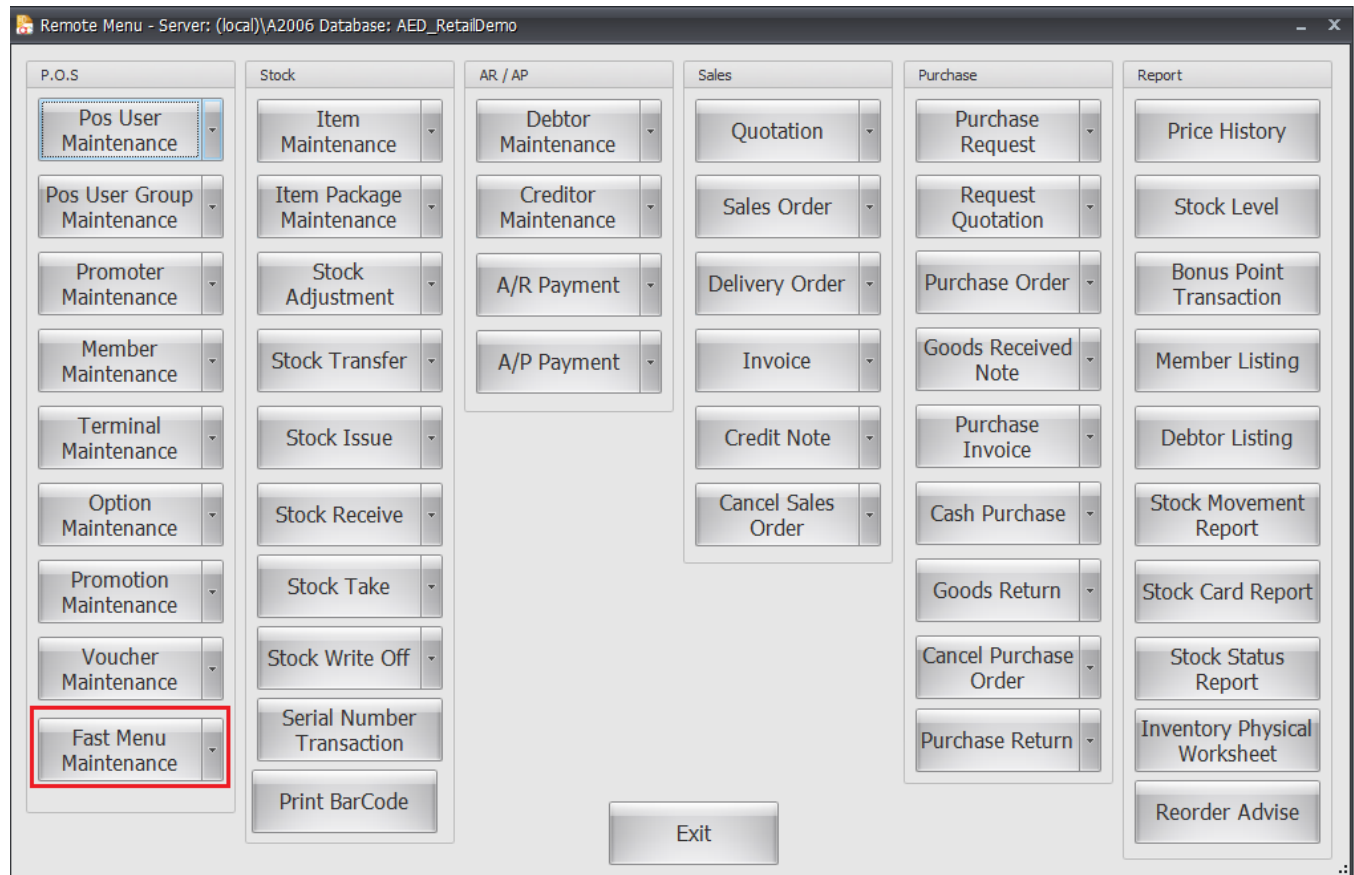 Remote Menu - Server: (local)\A2006 Database: AED_RetailDemo
P.O.S
Pos User
Maintenance
Pos User Group
Maintenance
Promoter
Maintenance
Member
Maintenance
Terminal
Maintenance
Option
Maintenance
Promotion
Maintenance
Voucher
Maintenance
Fast Menu
Maintenance
Stock
Item
Maintenance
Item Package
Maintenance
Stock
Adjustment
Stock Transfer
Stock Issue
Stock Receive
Stock Take
Stock Write Off
Serial Number
Transaction
Print BarCode
AR / AP
Debtor
Maintenance
Creditor
Maintenance
A/R Payment
A/P Payment
Sales
Quotation
Sales Order
Delivery Order
Invoice
Credit Note
Cancel Sales
Order
Purchase
Purchase
Request
Request
Quotation
Purchase Order
Goods Received
Note
Purchase
Invoice
Cash Purchase
Goods Return
Cancel Purchase
Order
Purchase Return
Report
Price History
Stock Level
Bonus Point
Transaction
Member Listing
Debtor Listing
Stock Movement
Report
Stock Card Report
Stock Status
Report
Inventory Physical
Worksheet
Reorder Advise
Exit